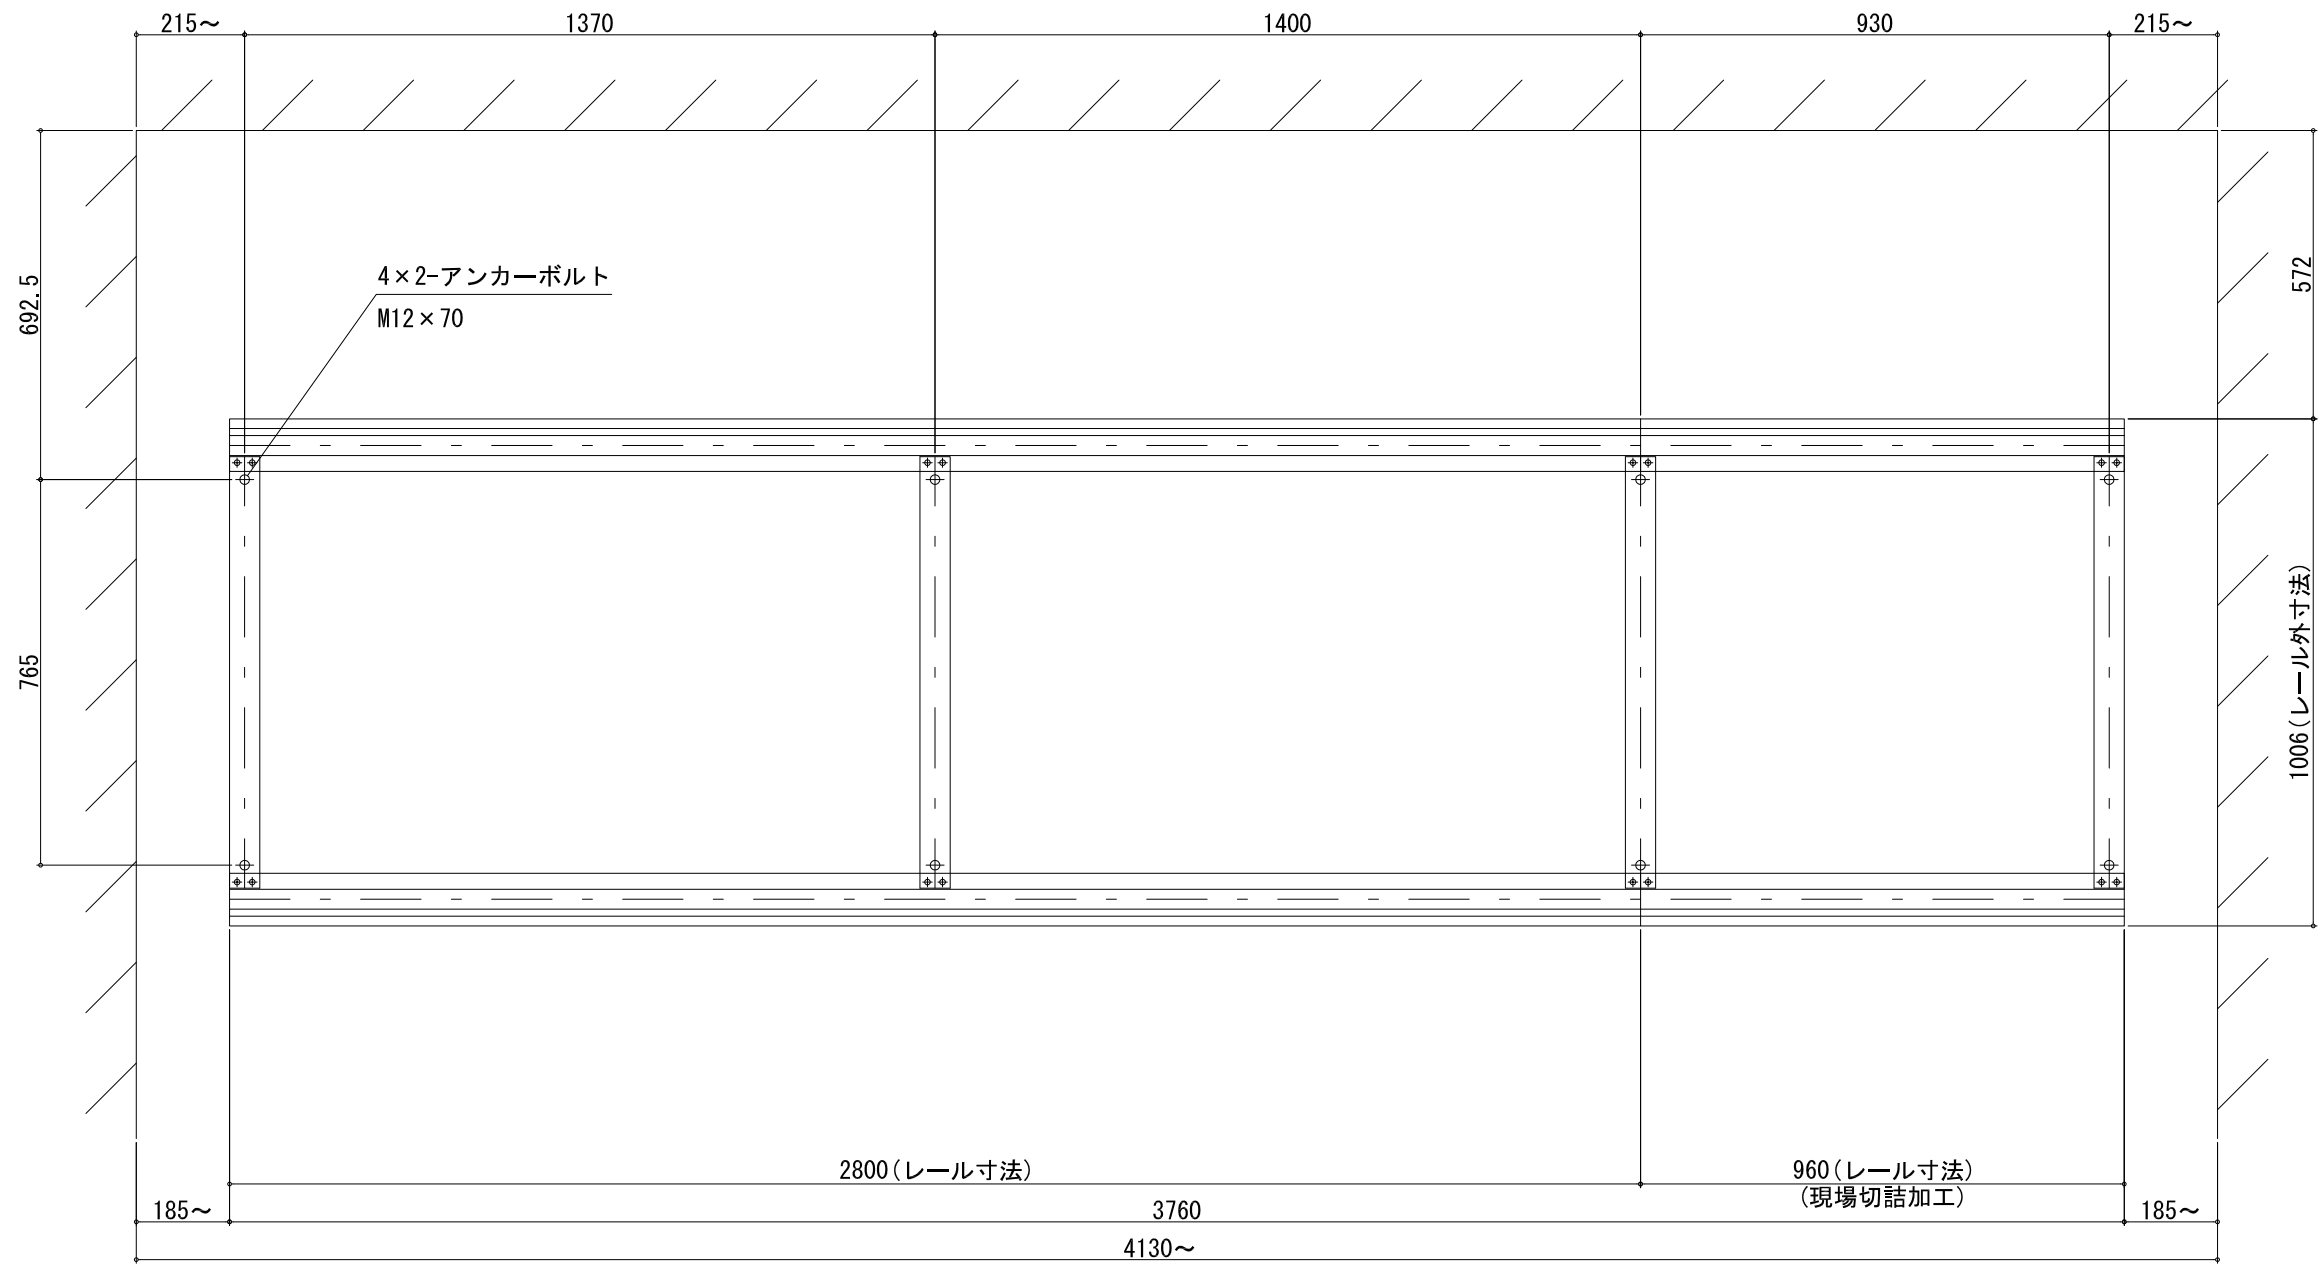 215～
1370
1400
930
215～
692.5
572
4×2-アンカーボルト
M12×70
765
1006(レール外寸法)
2800(レール寸法)
960(レール寸法)
(現場切詰加工)
185～
3760
185～
4130～